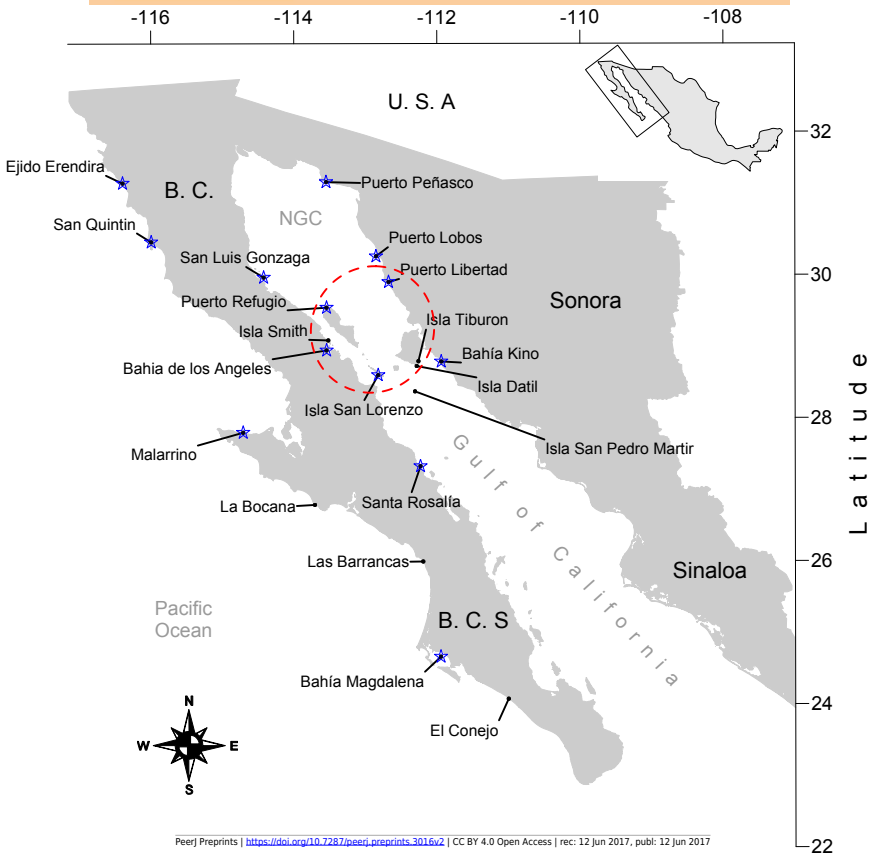 -116 -114 -112 -110 -108
U. S. A
32
Ejido Erendira
B. C.
Puerto Peñasco
NGC
San Quintin
Puerto Lobos
San Luis Gonzaga
Puerto Libertad
30
Puerto Refugio
Sonora
Isla Tiburon
Isla Smith
Bahía Kino
Bahia de los Angeles
Isla Datil
Isla San Lorenzo
28
Isla San Pedro Martir
Malarrino
Gulf of California
Santa Rosalía
La Bocana
Latitude
Las Barrancas
26
Sinaloa
Pacific
Ocean
B. C. S
Bahía Magdalena
24
El Conejo
N
W E
S
22
PeerJ Preprints | https://doi.org/10.7287/peerj.preprints.3016v2 | CC BY 4.0 Open Access | rec: 12 Jun 2017, publ: 12 Jun 2017